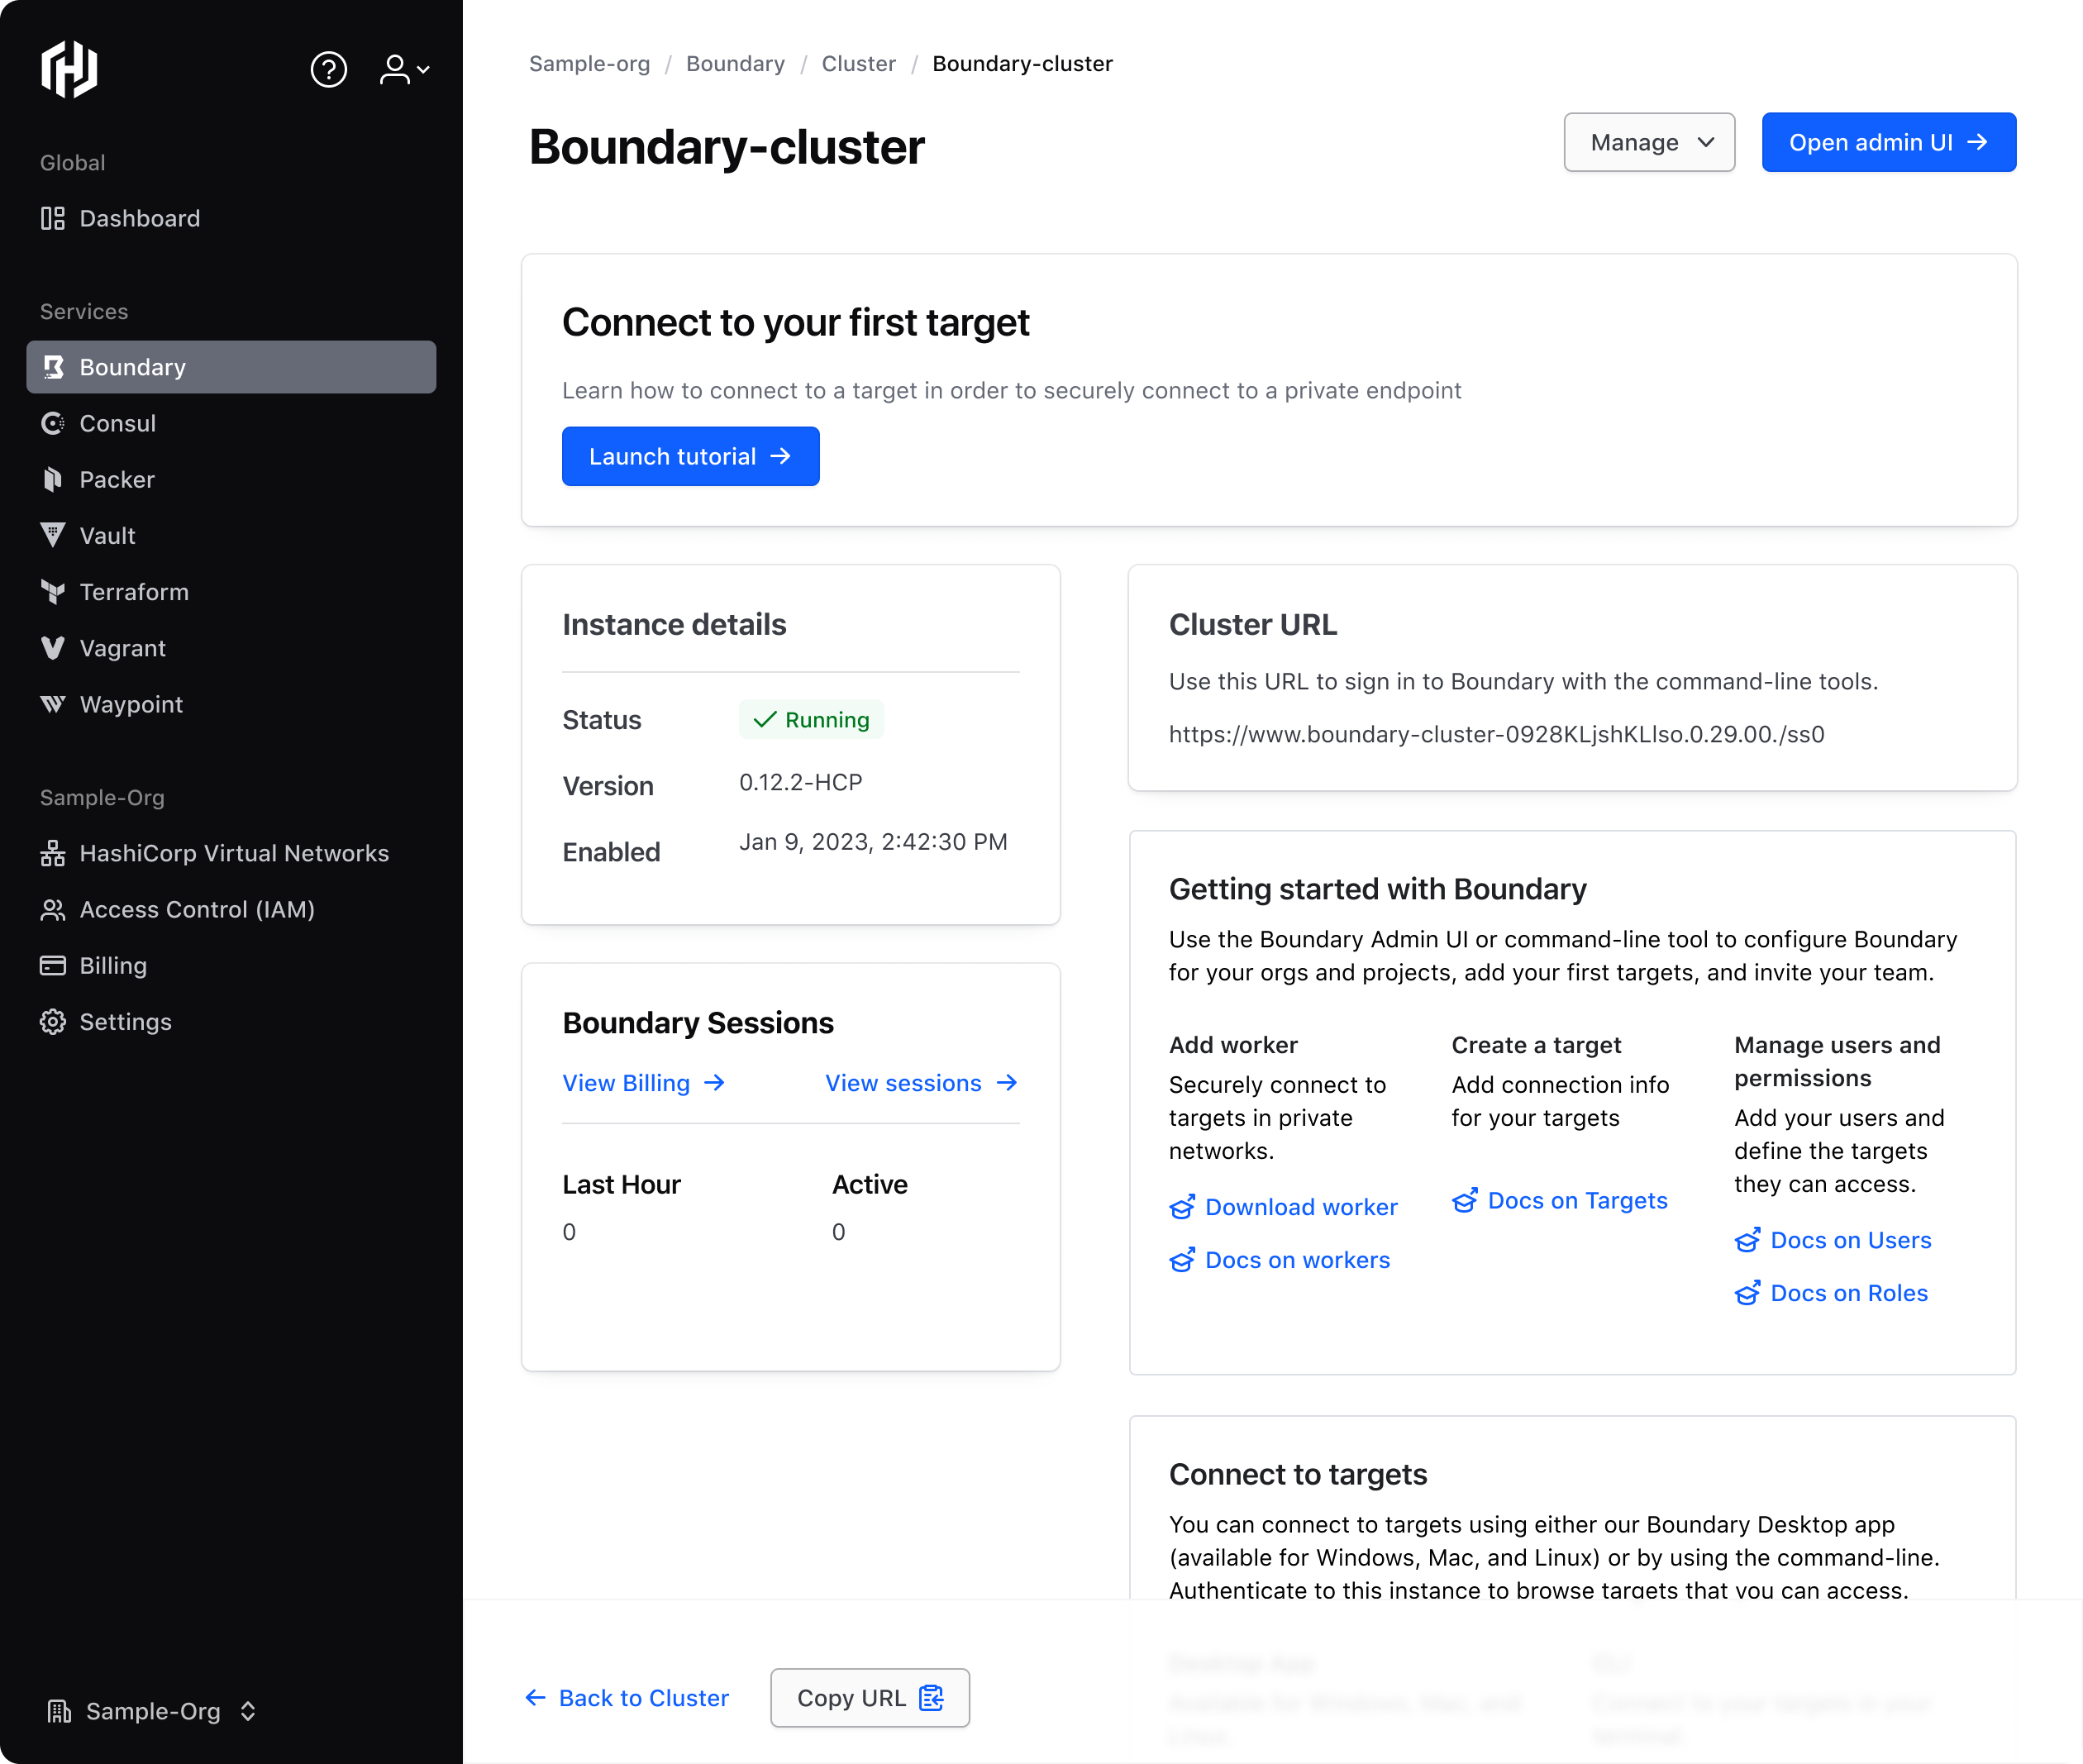 Global
Dashboard
Services
Boundary
Consul
Packer
Vault
Terraform
Vagrant
Waypoint
Sample-Org
HashiCorp Virtual Networks
Access Control (IAM)
Billing
Settings
Sample-Org
Sample-org / Boundary / Cluster / Boundary-cluster
Boundary-cluster
Manage
Open admin UI
Connect to your first target
Learn how to connect to a target in order to securely connect to a private endpoint
Launch tutorial
Instance details
Status Running
Version 0.12.2-HCP
Enabled Jan 9, 2023, 2:42:30 PM
Boundary Sessions
View Billing View sessions
Last Hour Active
0 0
Cluster URL
Use this URL to sign in to Boundary with the command-line tools.
https://www.boundary-cluster-0928KLjshKLlso.0.29.00./ss0
Getting started with Boundary
Use the Boundary Admin UI or command-line tool to configure Boundary
for your orgs and projects, add your first targets, and invite your team.
Add worker
Securely connect to
targets in private
networks.
Download worker
Docs on workers
Create a target
Add connection info
for your targets
Docs on Targets
Manage users and
permissions
Add your users and
define the targets
they can access.
Docs on Users
Docs on Roles
Connect to targets
You can connect to targets using either our Boundary Desktop app
(available for Windows, Mac, and Linux) or by using the command-line.
Authenticate to this instance to browse targets that you can access.
Back to Cluster
Copy URL